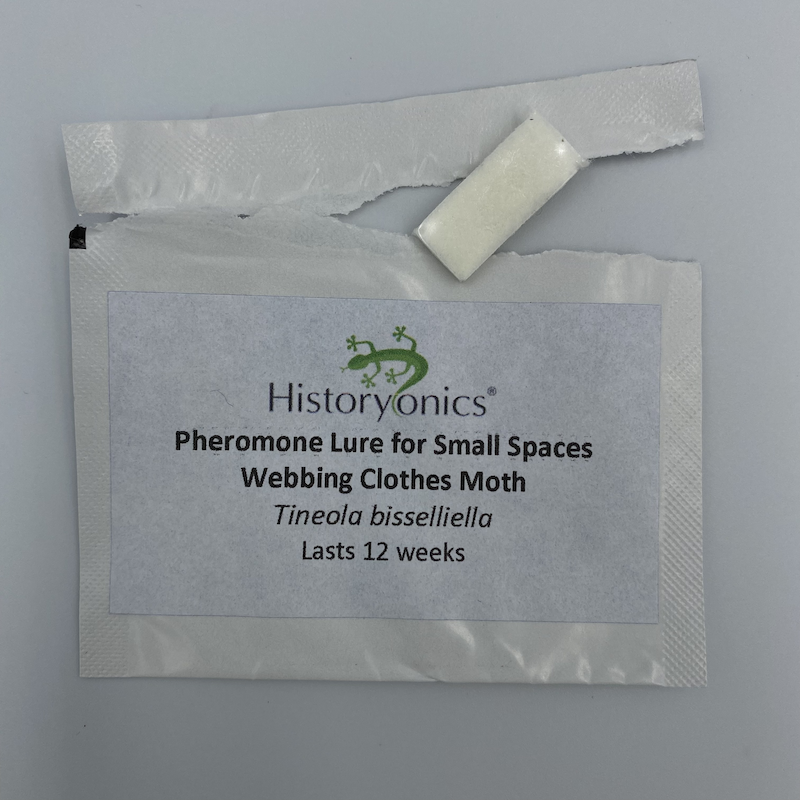 Historyonics®
Pheromone Lure for Small Spaces
Webbing Clothes Moth
Tineola bisselliella
Lasts 12 weeks